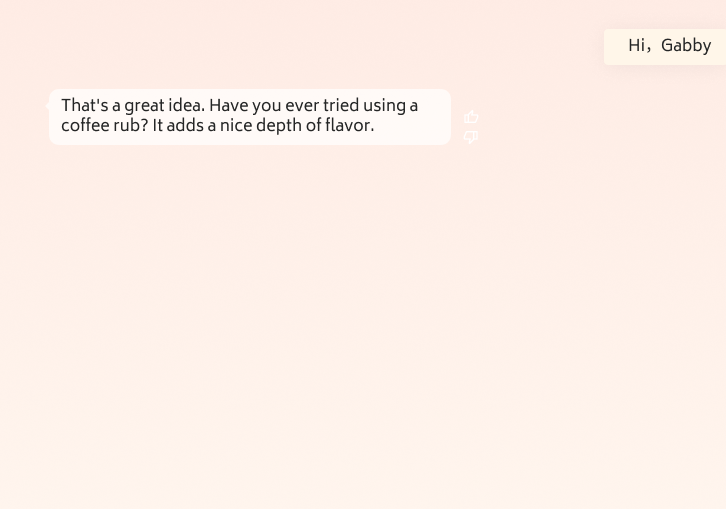 Hi, Gabby
That's a great idea. Have you ever tried using a
coffee rub? It adds a nice depth of flavor.